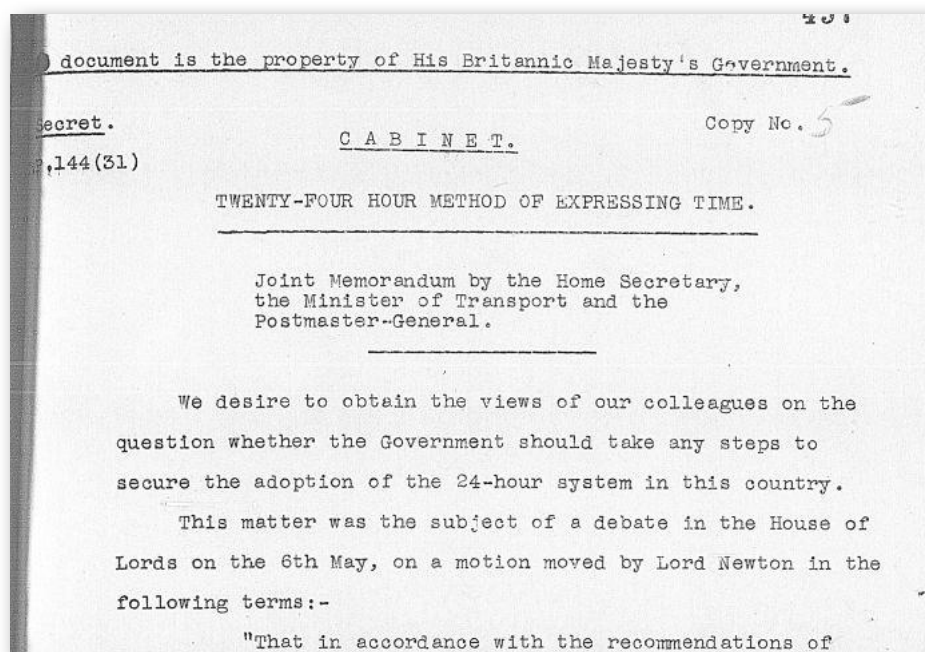 document is the property of His Britannic Majesty's Government.
Secret.
Copy No. 5
C A B I N E T.
P.144(31)
TWENTY-FOUR HOUR METHOD OF EXPRESSING TIME.
Joint Memorandum by the Home Secretary,
the Minister of Transport and the
Postmaster-General.
We desire to obtain the views of our colleagues on the
question whether the Government should take any steps to
secure the adoption of the 24-hour system in this country.
This matter was the subject of a debate in the House of
Lords on the 6th May, on a motion moved by Lord Newton in the
following terms:-
"That in accordance with the recommendations of